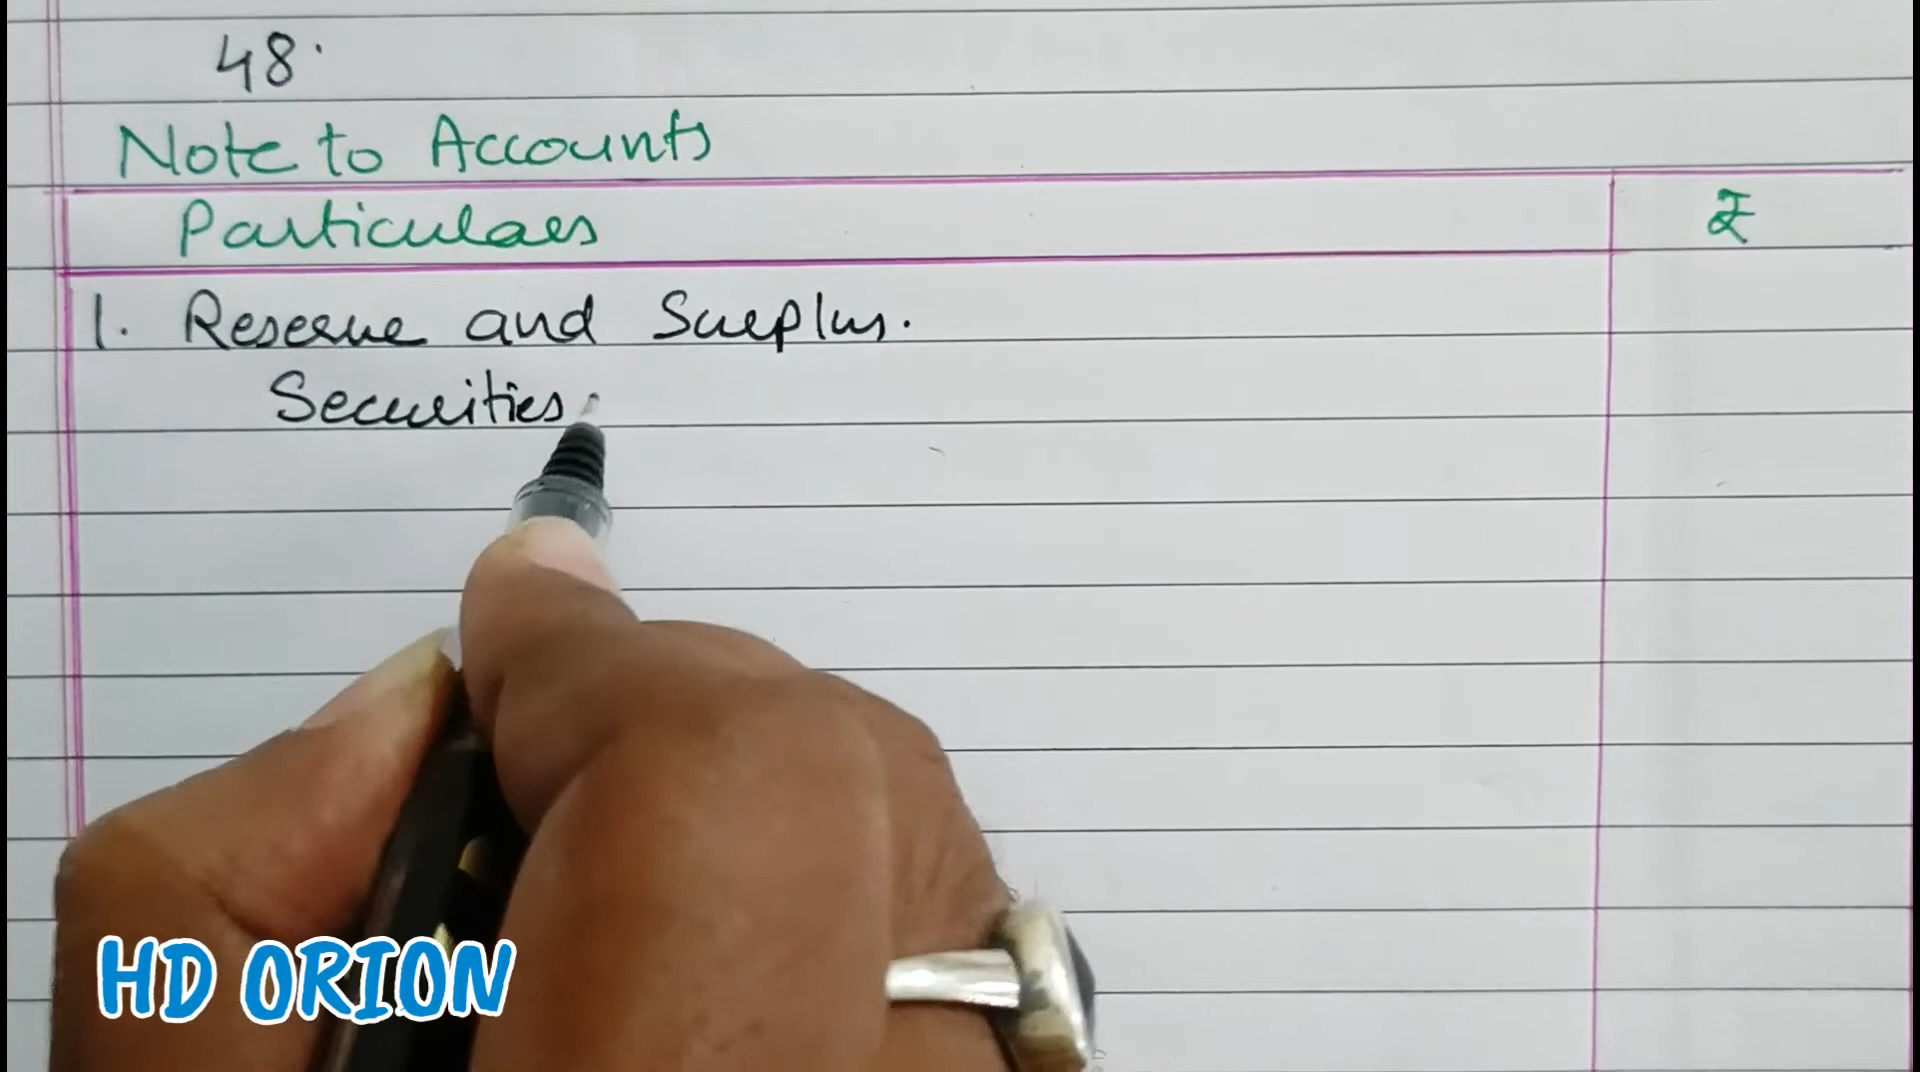 48.
Note to Accounts
Particulars ₹
1. Reserve and Surplus.
Securities
HD ORION